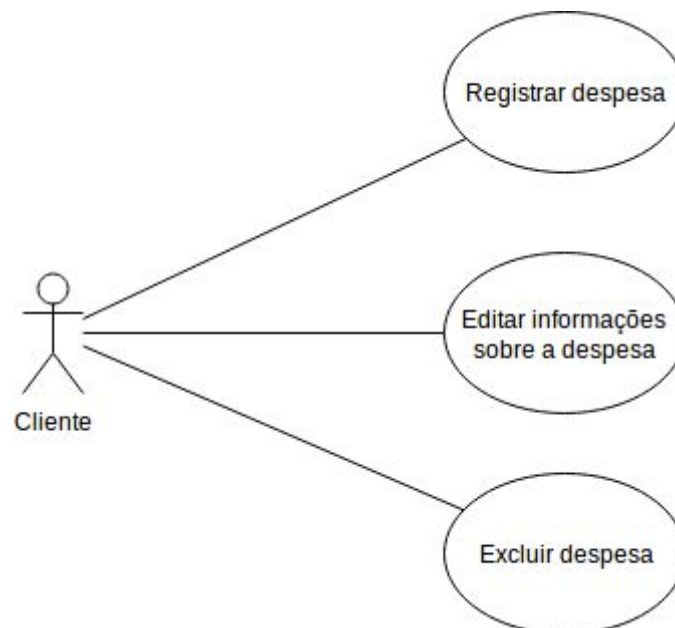 Registrar despesa
Editar informações
sobre a despesa
Cliente
Excluir despesa